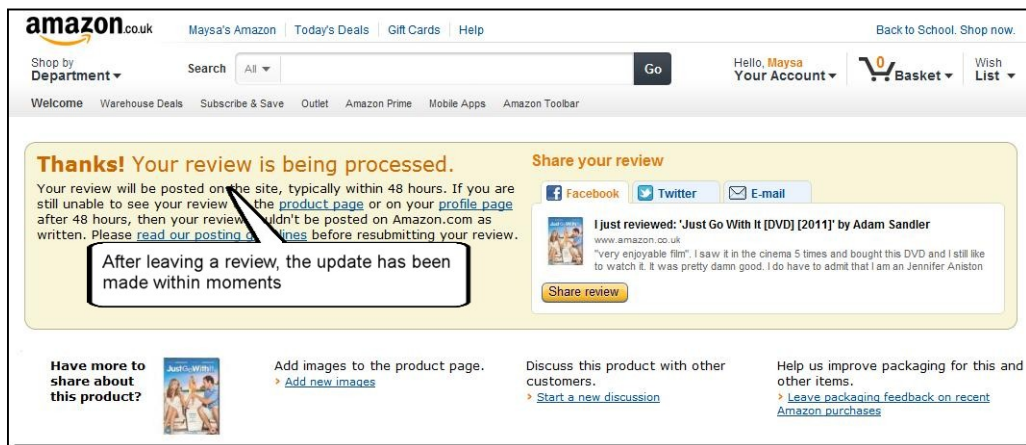 amazon.co.uk
Maysa's Amazon Today's Deals Gift Cards Help
Back to School. Shop now.
Shop by
Department
Search All Go
Hello, Maysa
Your Account
0
Basket
Wish
List
Welcome Warehouse Deals Subscribe & Save Outlet Amazon Prime Mobile Apps Amazon Toolbar
Thanks! Your review is being processed.
Your review will be posted on the site, typically within 48 hours. If you are
still unable to see your review the product page or on your profile page
after 48 hours, then your review be posted on Amazon.com as
written. Please read our posting before resubmitting your review.
After leaving a review, the update has been
made within moments
Share your review
Facebook Twitter E-mail
I just reviewed: 'Just Go With It [DVD] [2011]' by Adam Sandler
www.amazon.co.uk
"very enjoyable film". I saw it in the cinema 5 times and bought this DVD and I still like
to watch it. It was pretty damn good. I do have to admit that I am an Jennifer Aniston
Share review
Have more to
share about
this product?
Just Go With It
Add images to the product page.
› Add new images
Discuss this product with other
customers.
› Start a new discussion
Help us improve packaging for this and
other items.
› Leave packaging feedback on recent
Amazon purchases